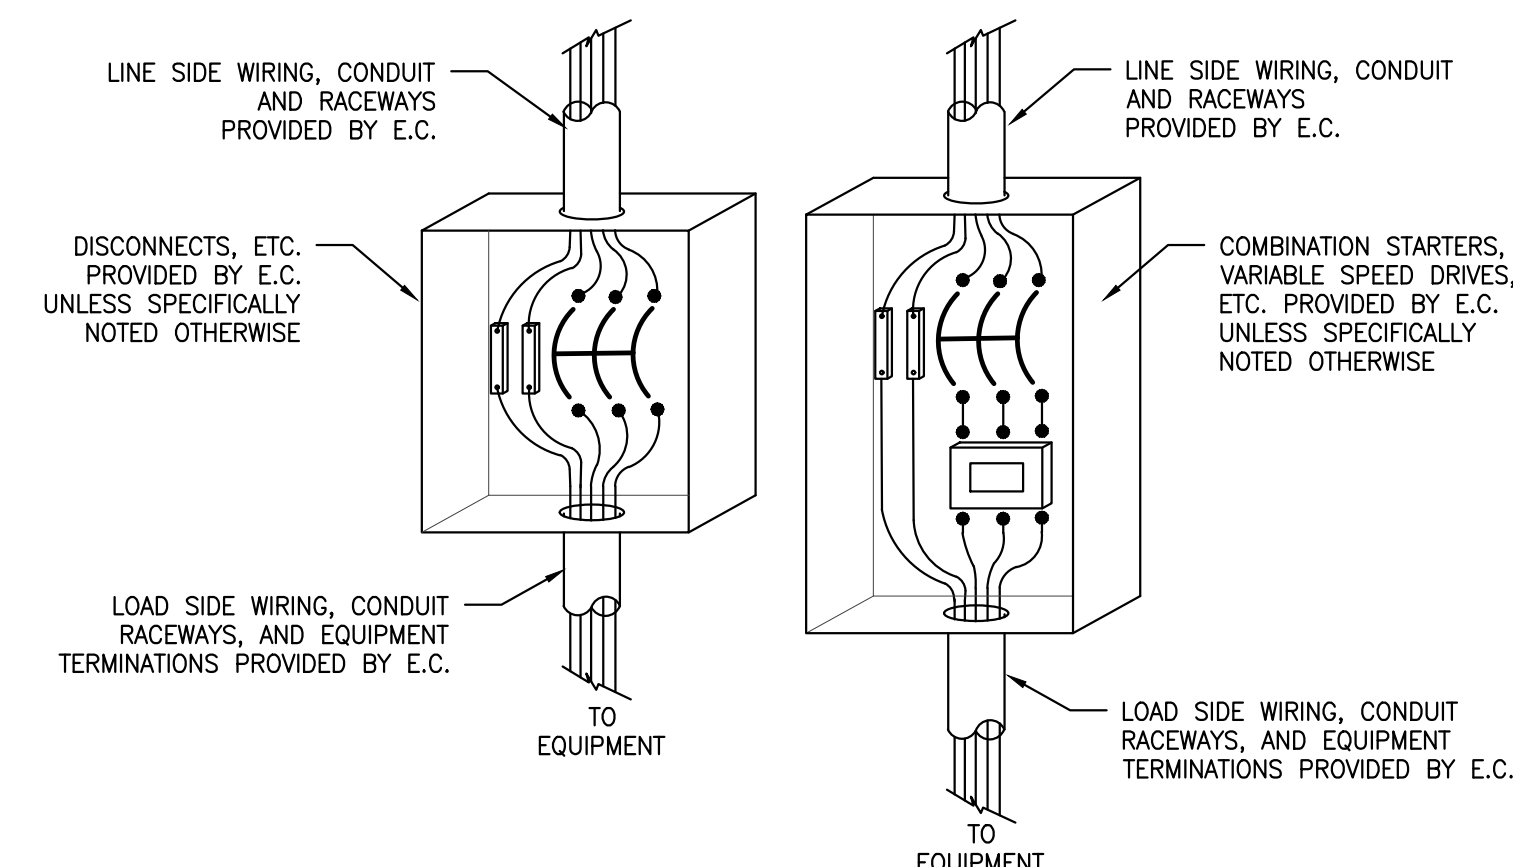 LINE SIDE WIRING, CONDUIT
AND RACEWAYS
PROVIDED BY E.C.
DISCONNECTS, ETC.
PROVIDED BY E.C.
UNLESS SPECIFICALLY
NOTED OTHERWISE
LOAD SIDE WIRING, CONDUIT
RACEWAYS, AND EQUIPMENT
TERMINATIONS PROVIDED BY E.C.
TO
EQUIPMENT
LINE SIDE WIRING, CONDUIT
AND RACEWAYS
PROVIDED BY E.C.
COMBINATION STARTERS,
VARIABLE SPEED DRIVES,
ETC. PROVIDED BY E.C.
UNLESS SPECIFICALLY
NOTED OTHERWISE
LOAD SIDE WIRING, CONDUIT
RACEWAYS, AND EQUIPMENT
TERMINATIONS PROVIDED BY E.C.
TO
EQUIPMENT